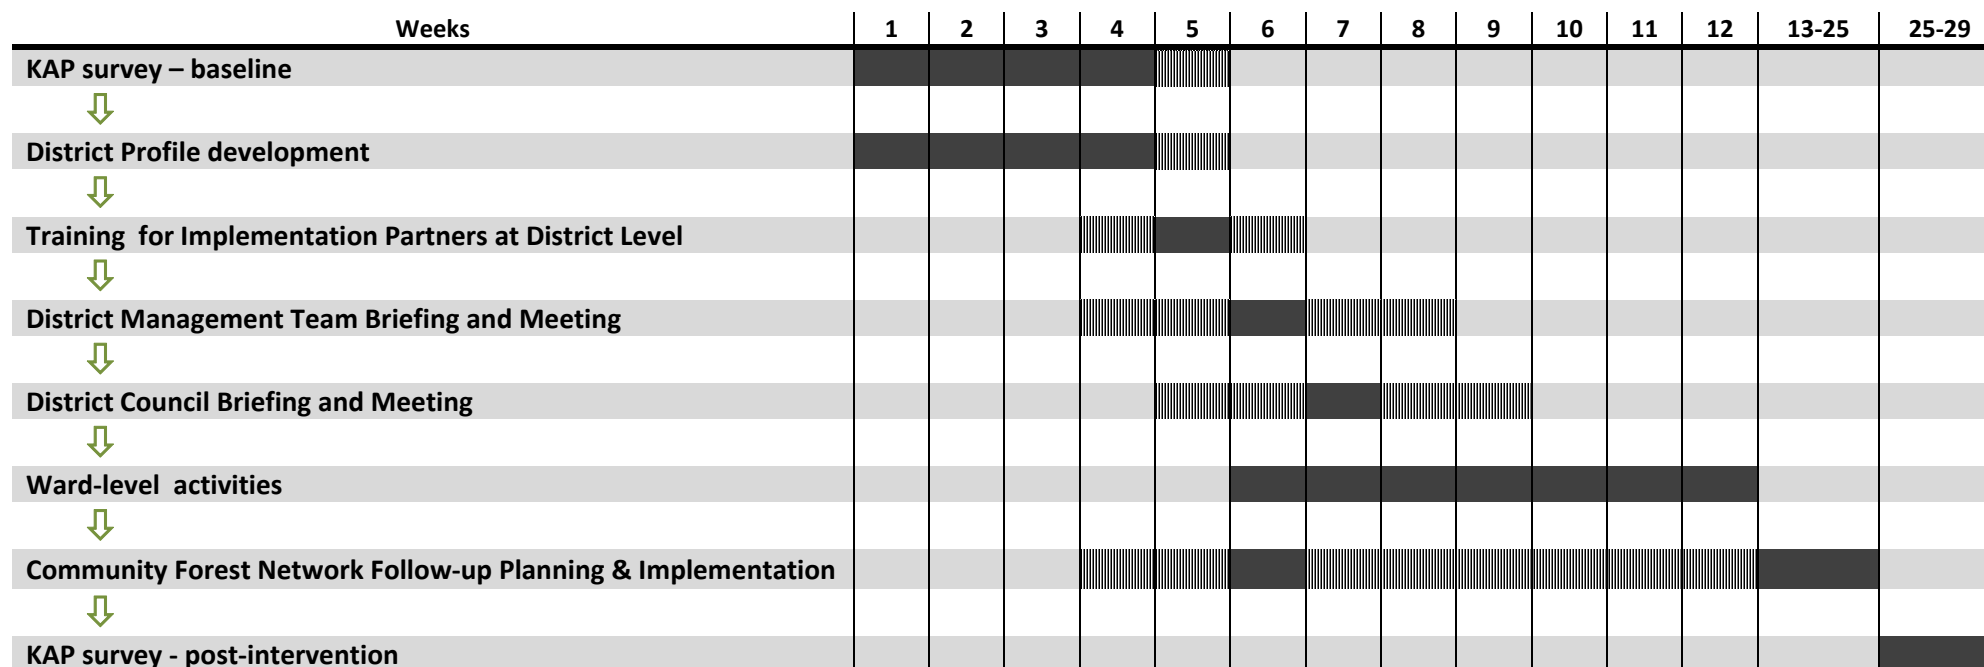 Weeks 1 2 3 4 5 6 7 8 9 10 11 12 13-25 25-29
KAP survey – baseline
District Profile development
Training  for Implementation Partners at District Level
District Management Team Briefing and Meeting
District Council Briefing and Meeting
Ward-level  activities
Community Forest Network Follow-up Planning & Implementation
KAP survey - post-intervention